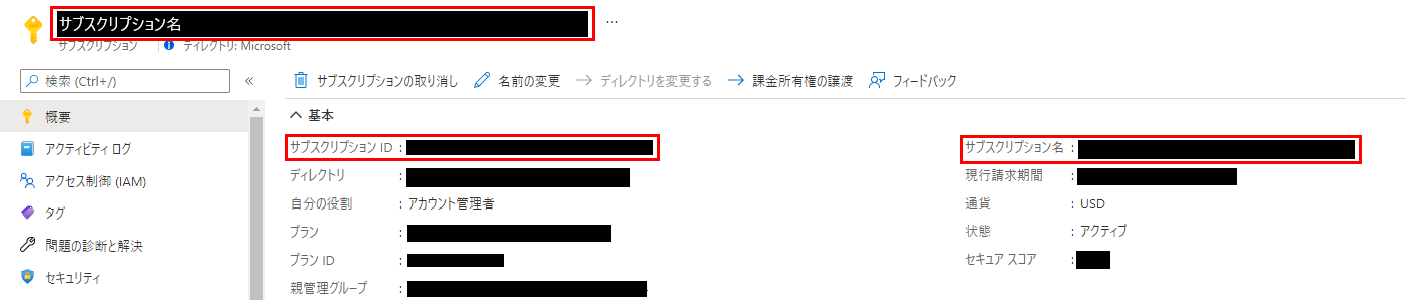 サブスクリプション名 …
サブスクリプション ディレクトリ: Microsoft
検索 (Ctrl+/) «
サブスクリプションの取り消し 名前の変更 ディレクトリを変更する 課金所有権の譲渡 フィードバック
概要
アクティビティ ログ
アクセス制御 (IAM)
タグ
問題の診断と解決
セキュリティ
基本
サブスクリプション ID :
ディレクトリ :
自分の役割 : アカウント管理者
プラン :
プラン ID :
親管理グループ :
サブスクリプション名 :
現行請求期間 :
通貨 : USD
状態 : アクティブ
セキュア スコア :